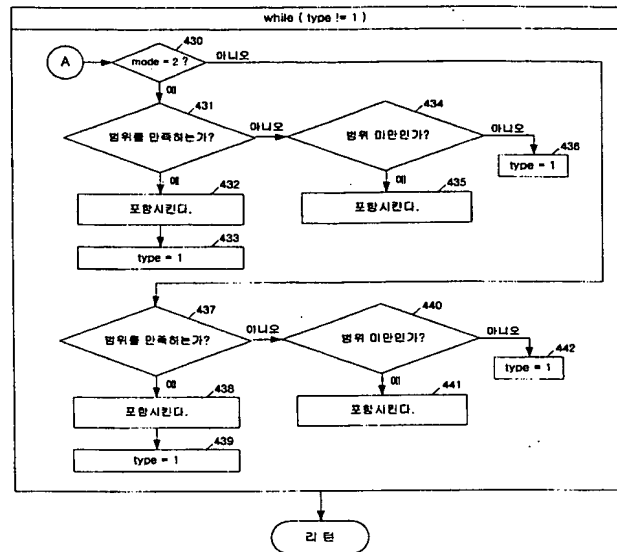 while ( type != 1 )
430
A
mode = 2 ?
아니오
예
431
범위를 만족하는가?
아니오
434
범위 미만인가?
아니오
436
type = 1
예
432
포함시킨다.
예
435
포함시킨다.
433
type = 1
437
범위를 만족하는가?
아니오
440
범위 미만인가?
아니오
442
type = 1
예
438
포함시킨다.
예
441
포함시킨다.
439
type = 1
리 턴